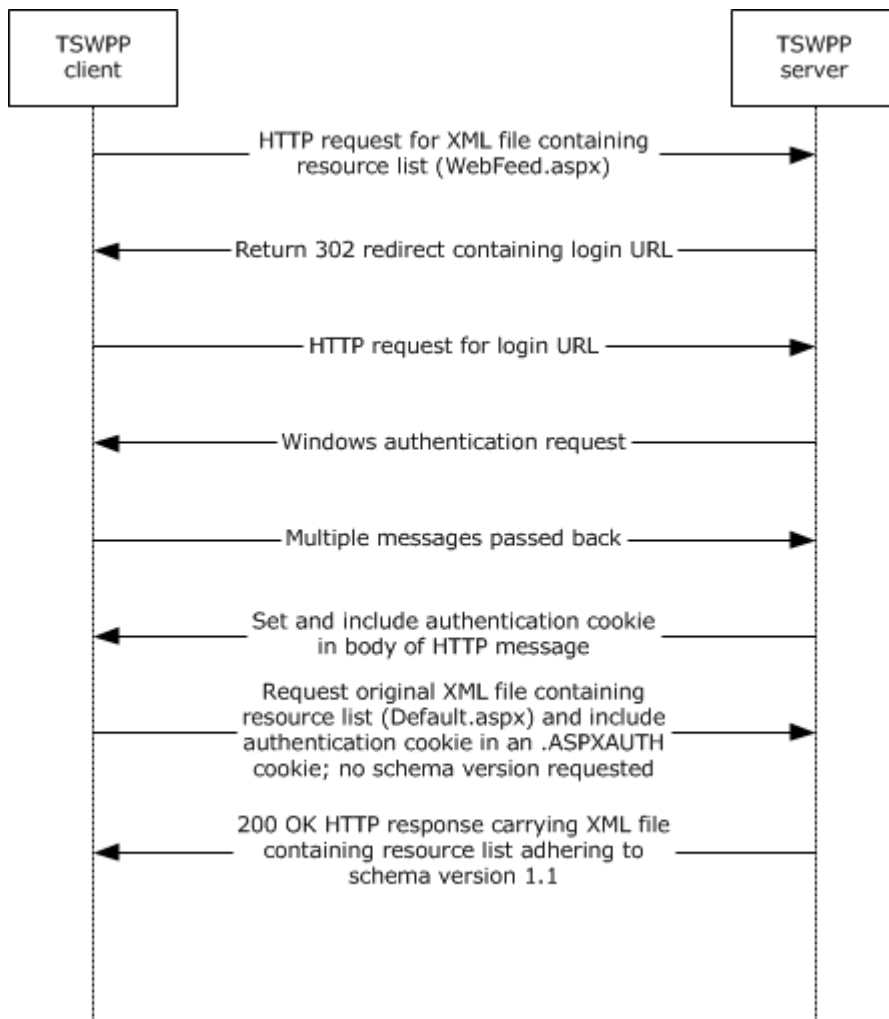 TSWPP
client
TSWPP
server
HTTP request for XML file containing
resource list (WebFeed.aspx)
Return 302 redirect containing login URL
HTTP request for login URL
Windows authentication request
Multiple messages passed back
Set and include authentication cookie
in body of HTTP message
Request original XML file containing
resource list (Default.aspx) and include
authentication cookie in an .ASPXAUTH
cookie; no schema version requested
200 OK HTTP response carrying XML file
containing resource list adhering to
schema version 1.1